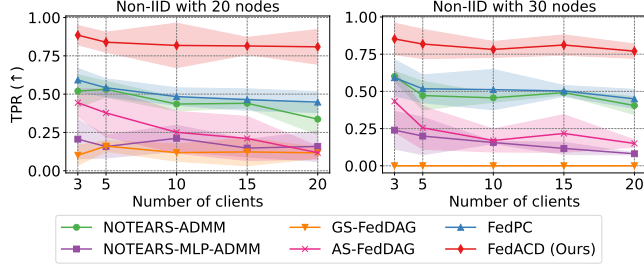 Non-IID with 20 nodes
Non-IID with 30 nodes
TPR (↑)
1.00
0.75
0.50
0.25
0.00
3 5 10 15 20
Number of clients
1.00
0.75
0.50
0.25
0.00
3 5 10 15 20
Number of clients
NOTEARS-ADMM
NOTEARS-MLP-ADMM
GS-FedDAG
AS-FedDAG
FedPC
FedACD (Ours)